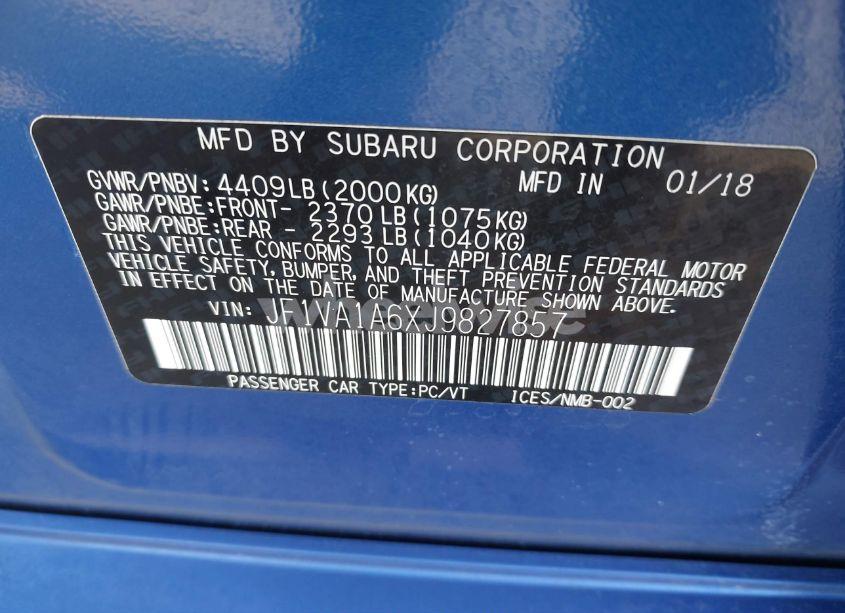 MFD BY SUBARU CORPORATION
GVWR/PNBV: 4409LB(2000KG) MFD IN 01/18
GAWR/PNBE:FRONT- 2370LB(1075KG)
GAWR/PNBE:REAR - 2293LB(1040KG)
THIS VEHICLE CONFORMS TO ALL APPLICABLE FEDERAL MOTOR
VEHICLE SAFETY, BUMPER, AND THEFT PREVENTION STANDARDS
IN EFFECT ON THE DATE OF MANUFACTURE SHOWN ABOVE.
VIN: JF1VA1A6XJ9827857
PASSENGER CAR TYPE:PC/VT ICES/NMB-002